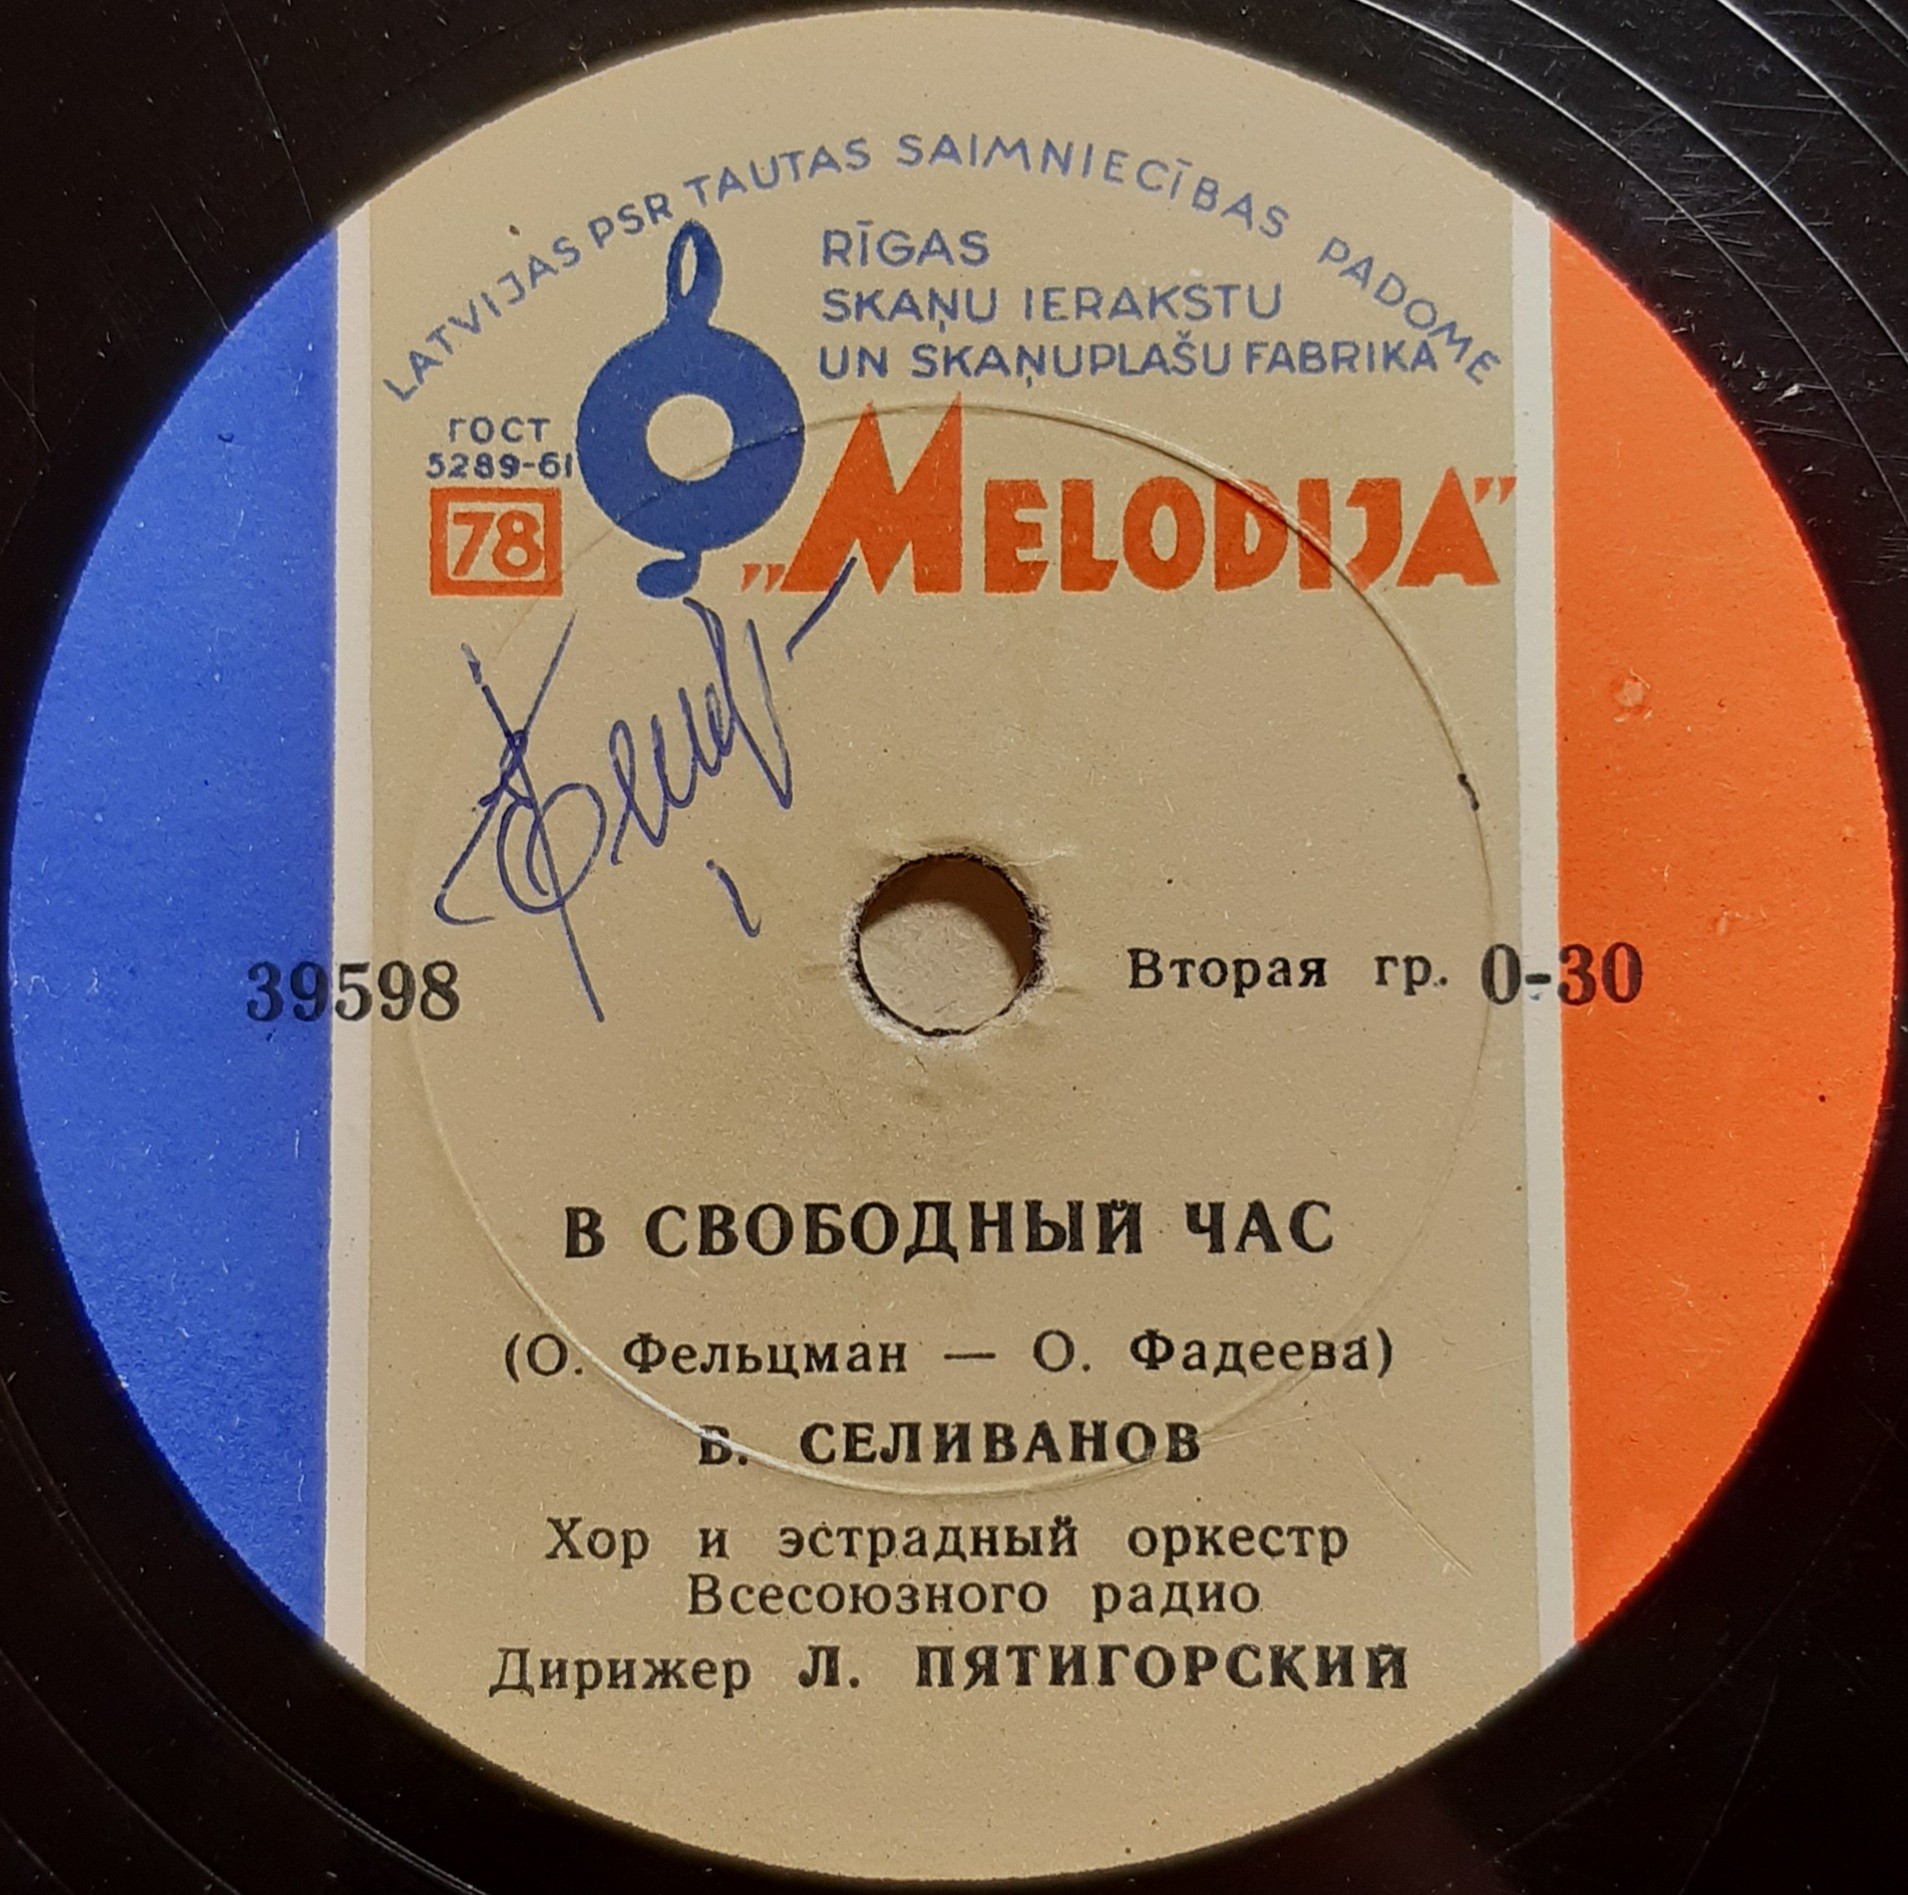 LATVIJAS PSR TAUTAS SAIMNIECĪBAS PADOME
RĪGAS
SKAŅU IERAKSTU
UN SKAŅUPLAŠU FABRIKA
ГОСТ
5289-61
78
„MELODIJA”
39598
Вторая гр. 0-30
В СВОБОДНЫЙ ЧАС
(О. Фельцман — О. Фадеева)
В. СЕЛИВАНОВ
Хор и эстрадный оркестр
Всесоюзного радио
Дирижер Л. ПЯТИГОРСКИЙ